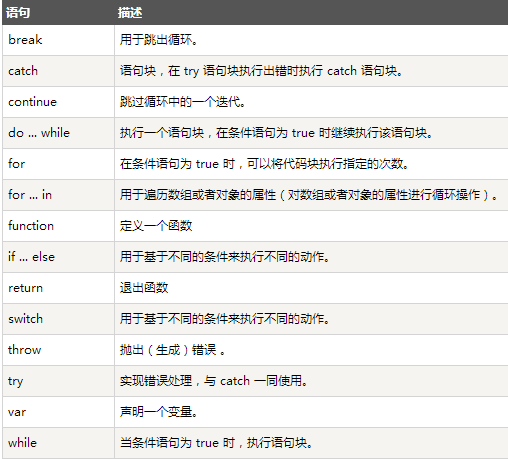 语句 描述
break 用于跳出循环。
catch 语句块，在 try 语句块执行出错时执行 catch 语句块。
continue 跳过循环中的一个迭代。
do ... while 执行一个语句块，在条件语句为 true 时继续执行该语句块。
for 在条件语句为 true 时，可以将代码块执行指定的次数。
for ... in 用于遍历数组或者对象的属性（对数组或者对象的属性进行循环操作）。
function 定义一个函数
if ... else 用于基于不同的条件来执行不同的动作。
return 退出函数
switch 用于基于不同的条件来执行不同的动作。
throw 抛出（生成）错误 。
try 实现错误处理，与 catch 一同使用。
var 声明一个变量。
while 当条件语句为 true 时，执行语句块。